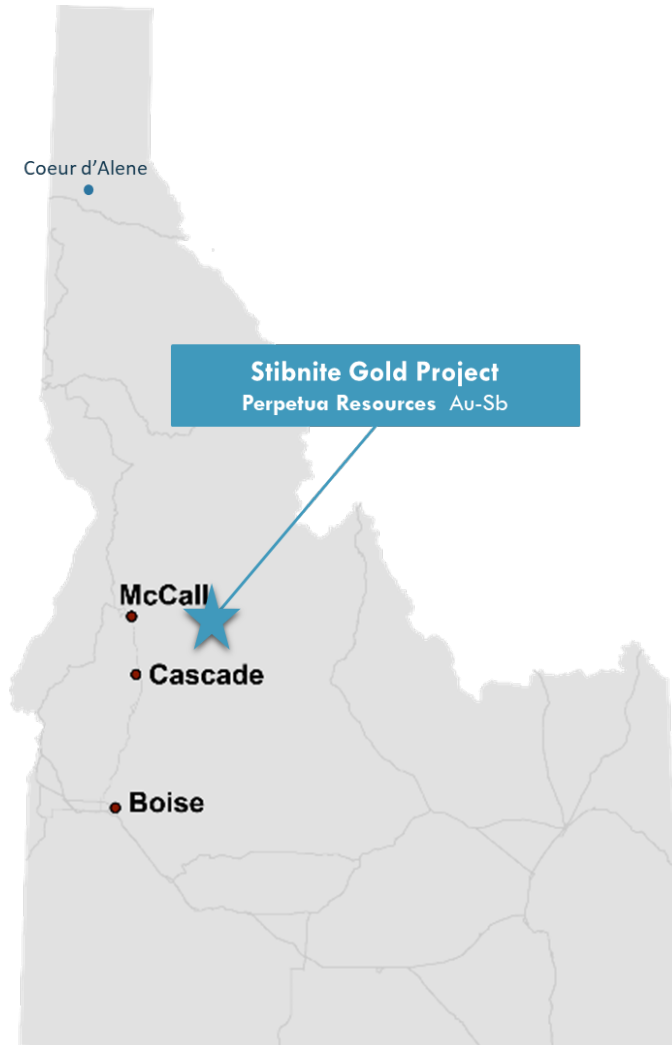 Coeur d’Alene
Stibnite Gold Project
Perpetua Resources Au-Sb
McCall
Cascade
Boise